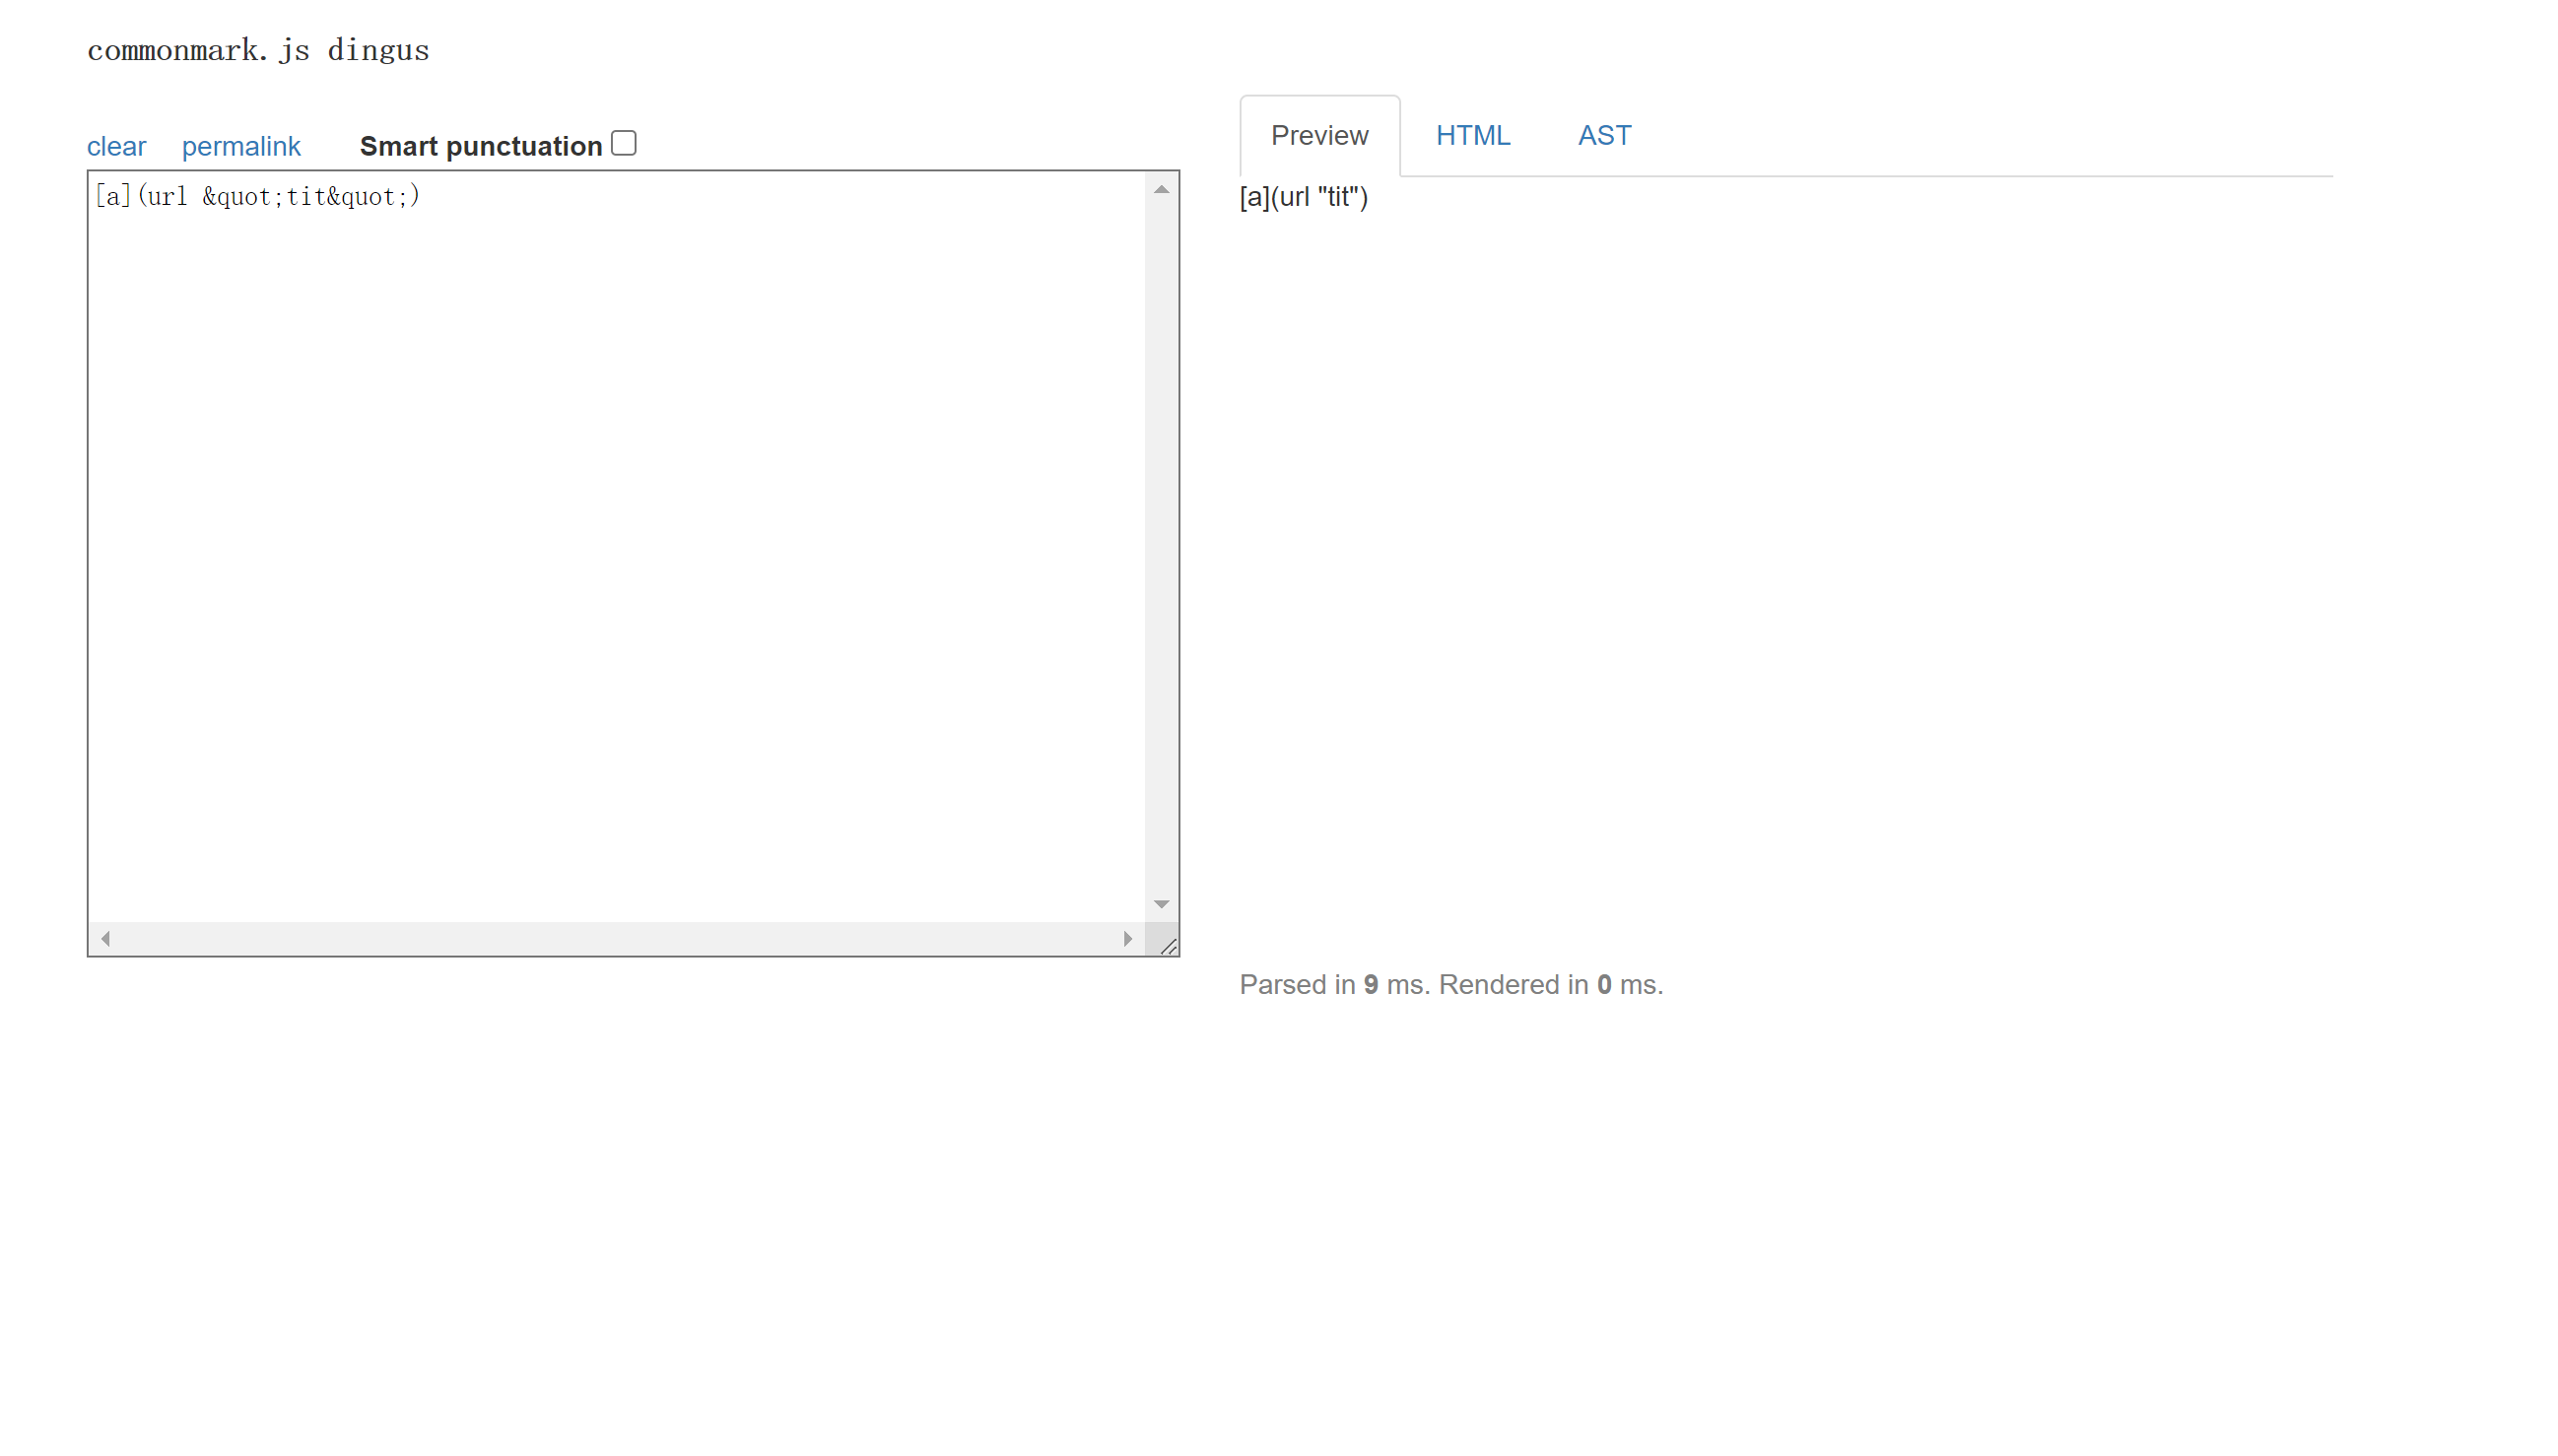 commonmark.js dingus
clear permalink Smart punctuation
[a](url &quot;tit&quot;)
Preview HTML AST
[a](url "tit")
Parsed in 9 ms. Rendered in 0 ms.